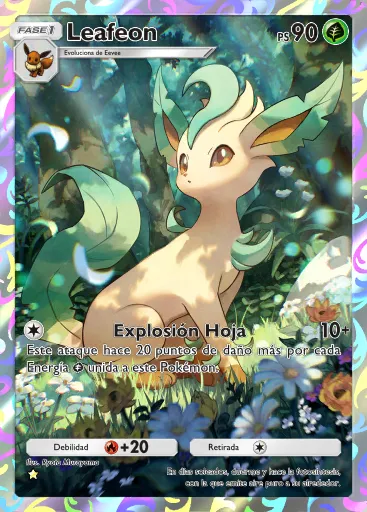 FASE 1
Leafeon
PS 90
Evoluciona de Eevee
Explosión Hoja 10+
Este ataque hace 20 puntos de daño más por cada
Energía unida a este Pokémon.
Debilidad +20 Retirada
Ilus. Ryota Murayama
En días soleados, duerme y hace la fotosíntesis,
con la que emite aire puro a su alrededor.